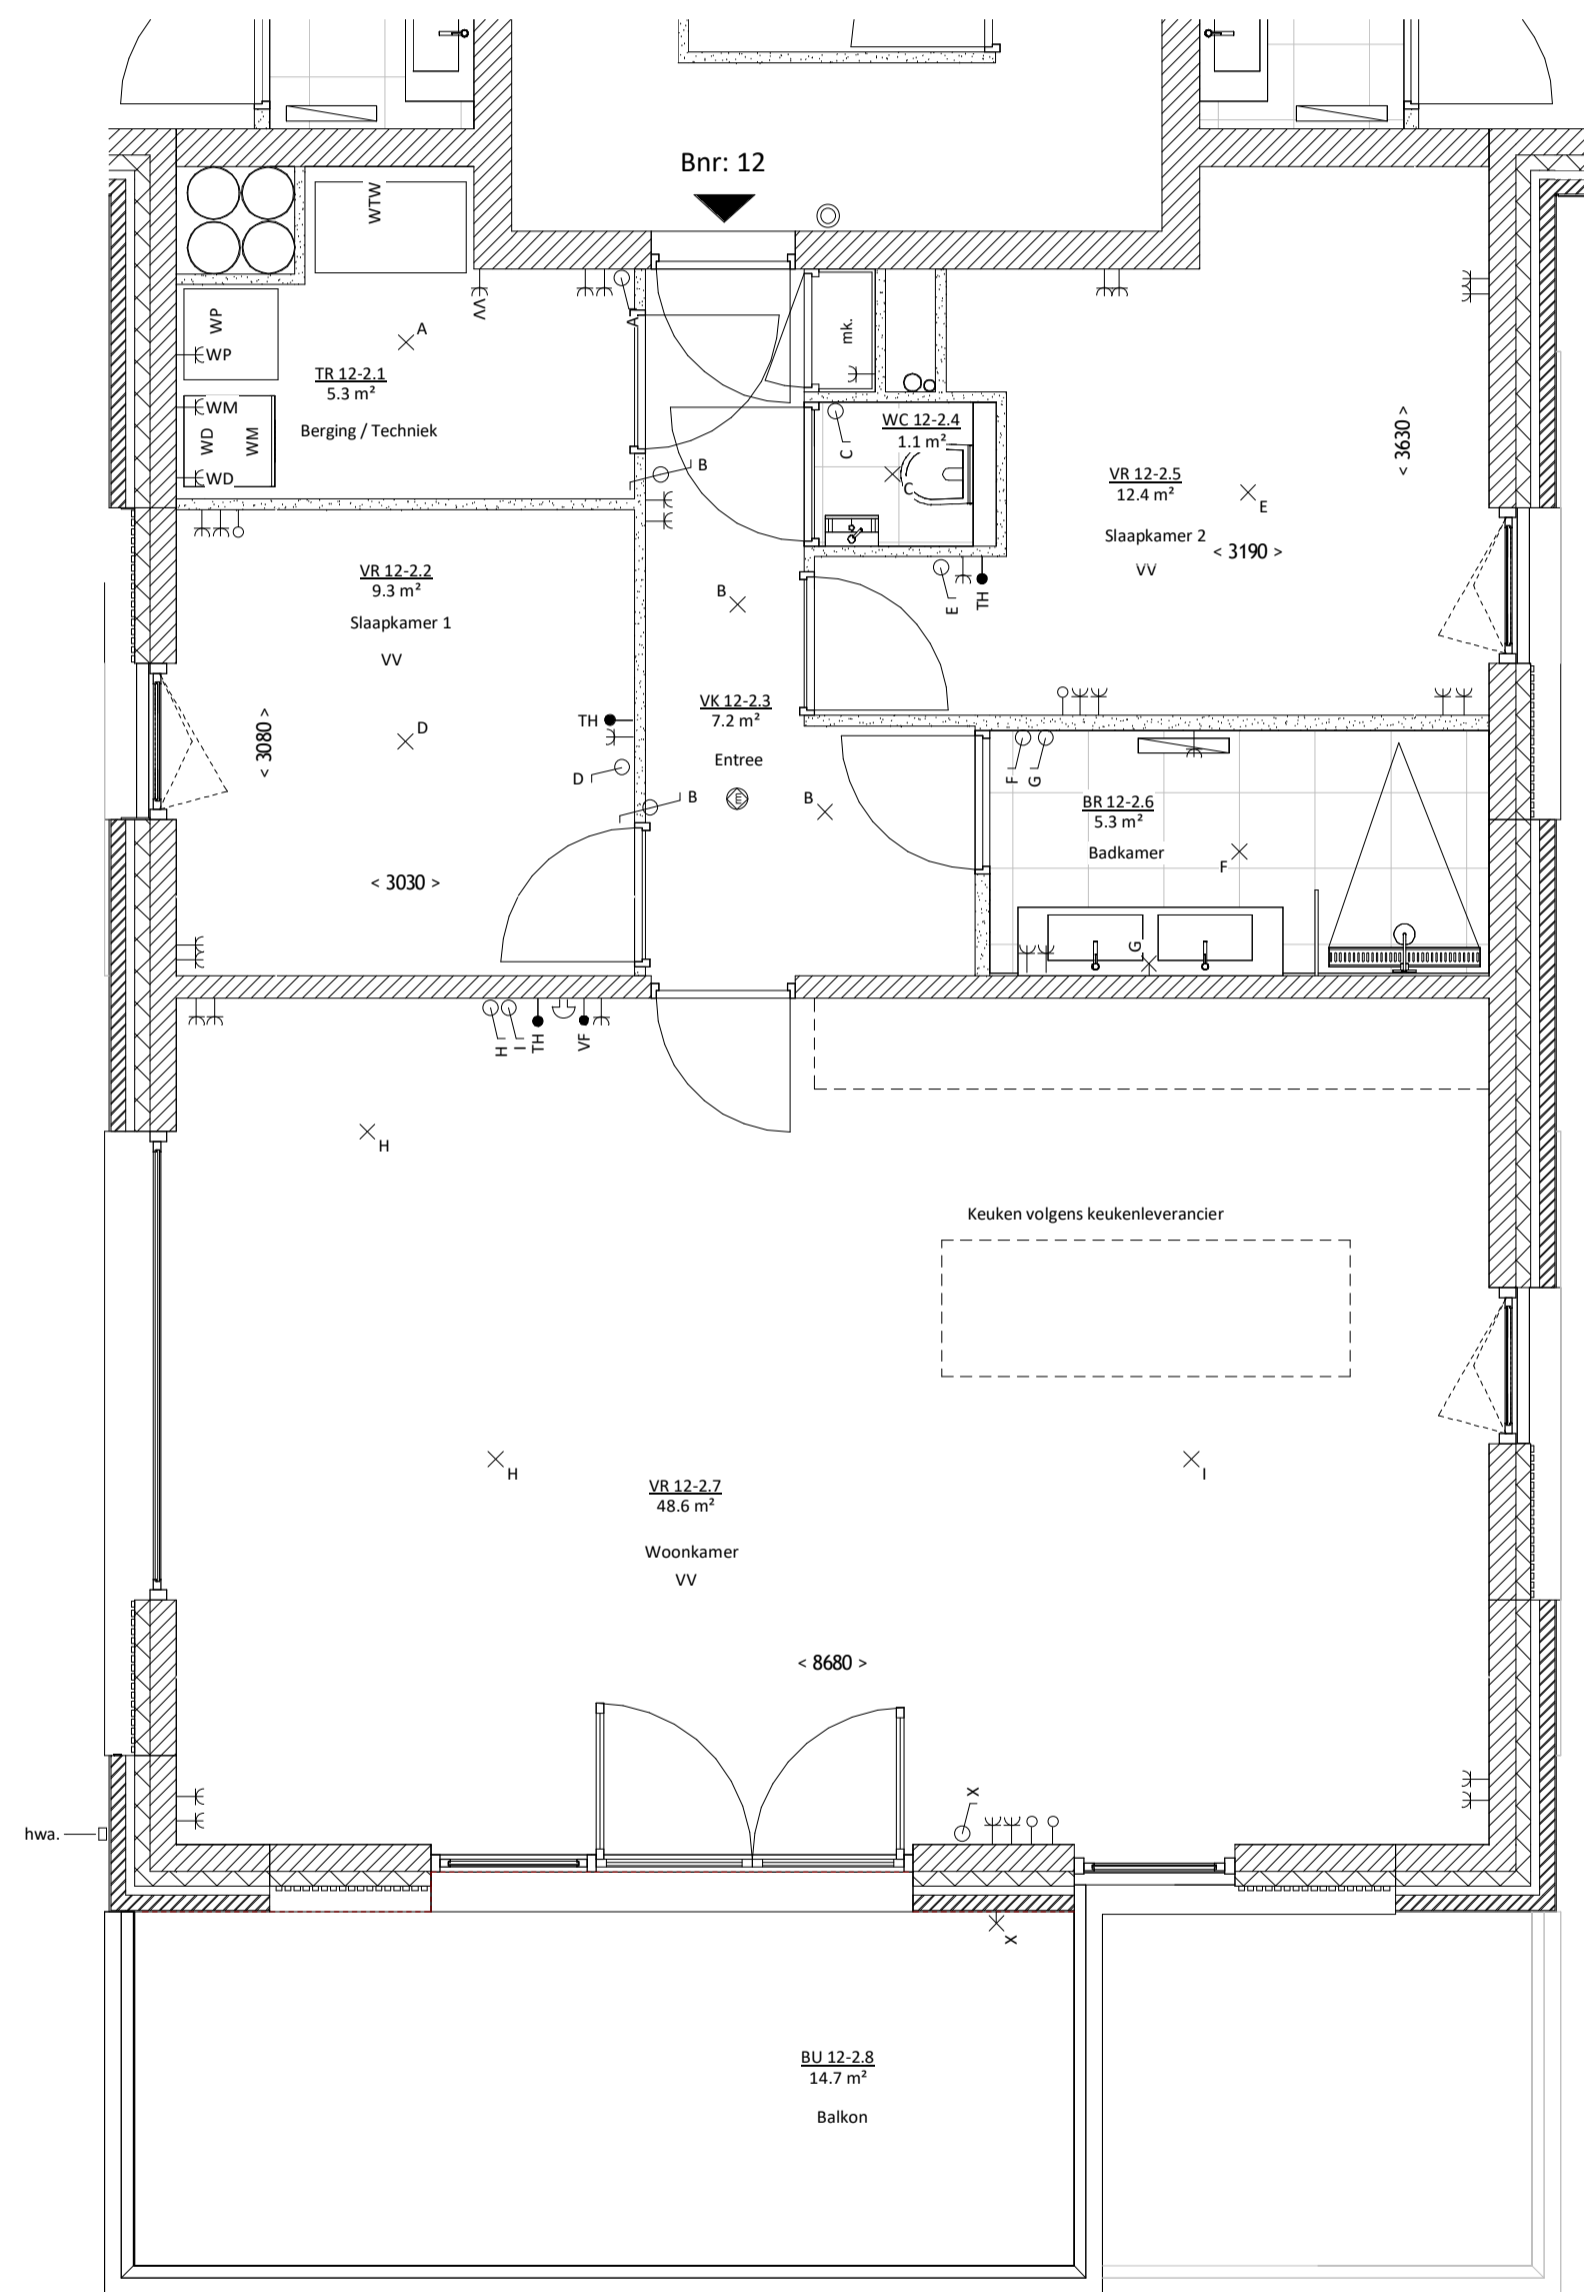 Bnr: 12
WTW
WP
WP
A
VV
A
mk.
TR 12-2.1
5.3 m²
Berging / Techniek
WM
WD
WM
WD
B
C
WC 12-2.4
1.1 m²
C
< 3630 >
VR 12-2.5
12.4 m²
E
Slaapkamer 2
< 3190 >
VV
VR 12-2.2
9.3 m²
Slaapkamer 1
VV
B
E
TH
VK 12-2.3
7.2 m²
Entree
TH
D
< 3080 >
D
B
B
m
F
G
BR 12-2.6
5.3 m²
Badkamer
F
< 3030 >
G
H
I
TH
VF
H
Keuken volgens keukenleverancier
H
I
VR 12-2.7
48.6 m²
Woonkamer
VV
< 8680 >
X
hwa.
X
BU 12-2.8
14.7 m²
Balkon